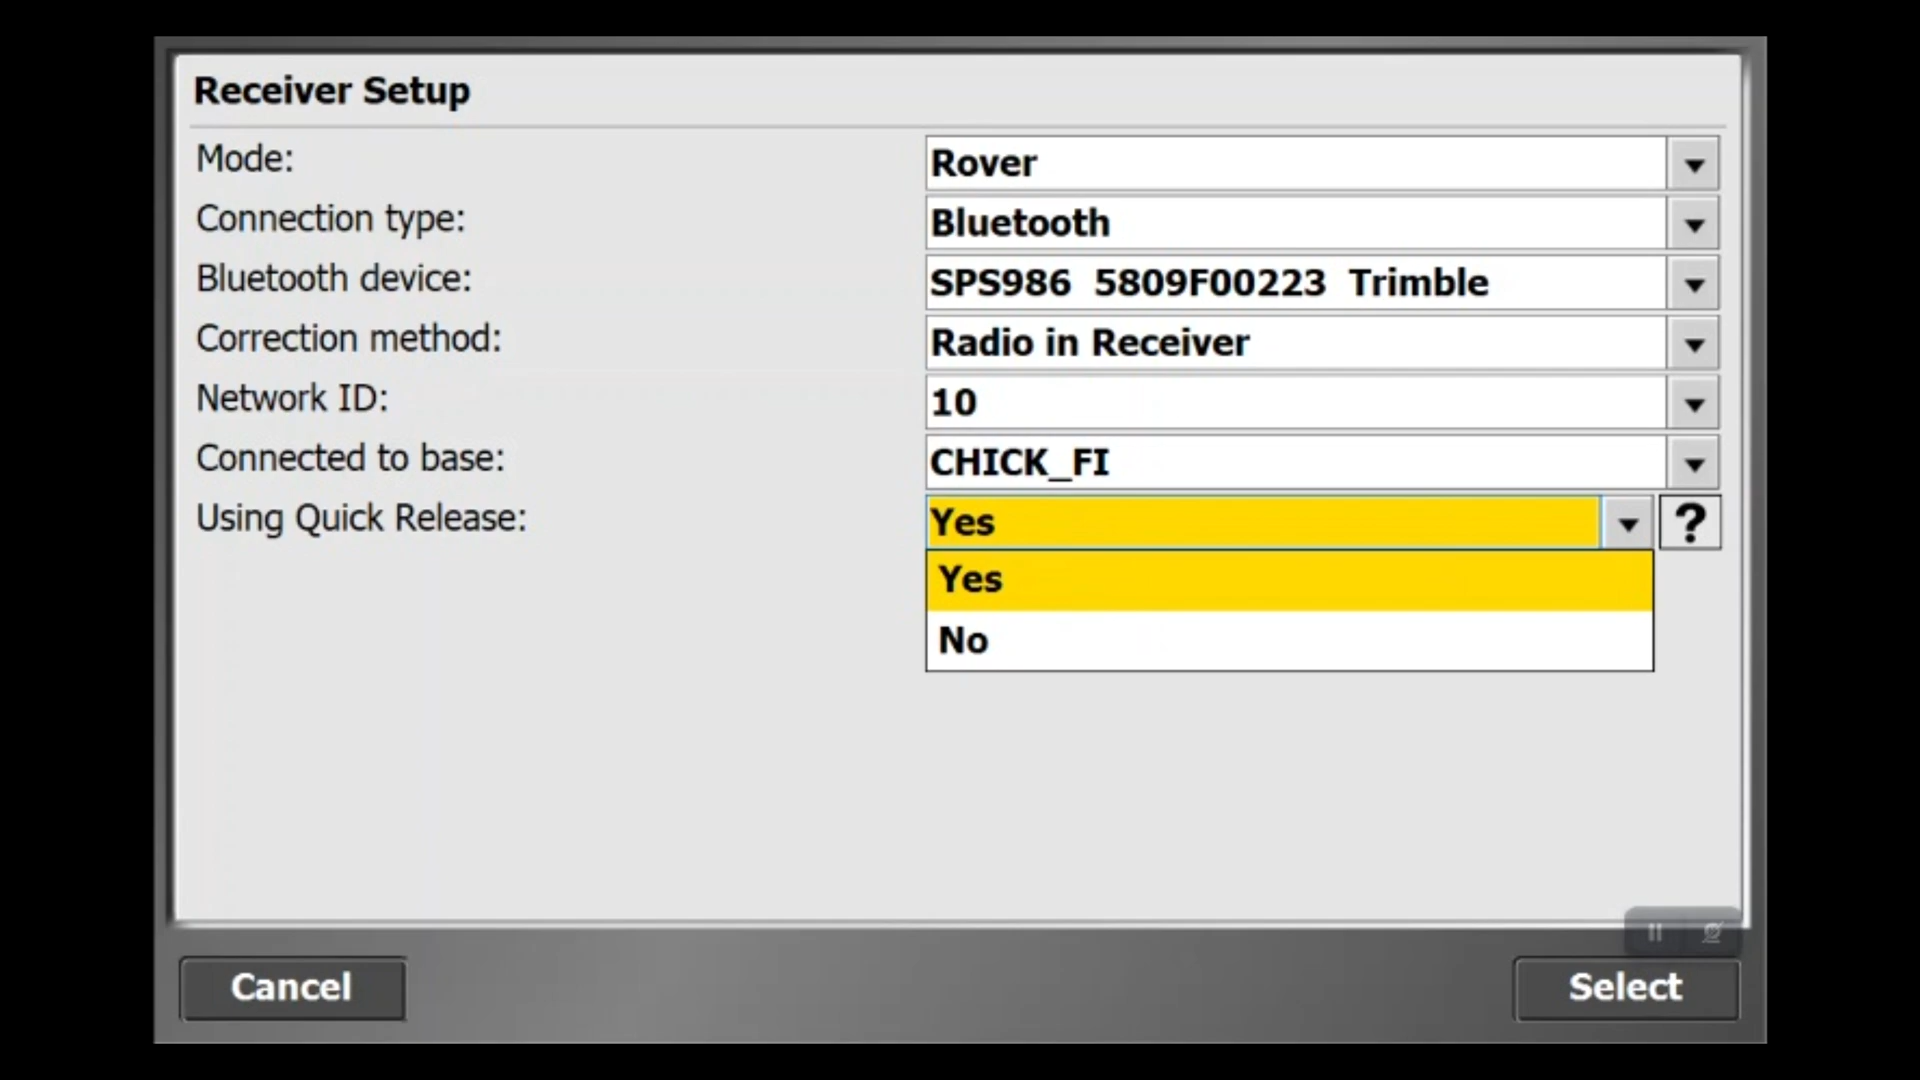 Receiver Setup
Mode: Rover
Connection type: Bluetooth
Bluetooth device: SPS986 5809F00223 Trimble
Correction method: Radio in Receiver
Network ID: 10
Connected to base: CHICK_FI
Using Quick Release: Yes ?
Yes
No
Cancel Select